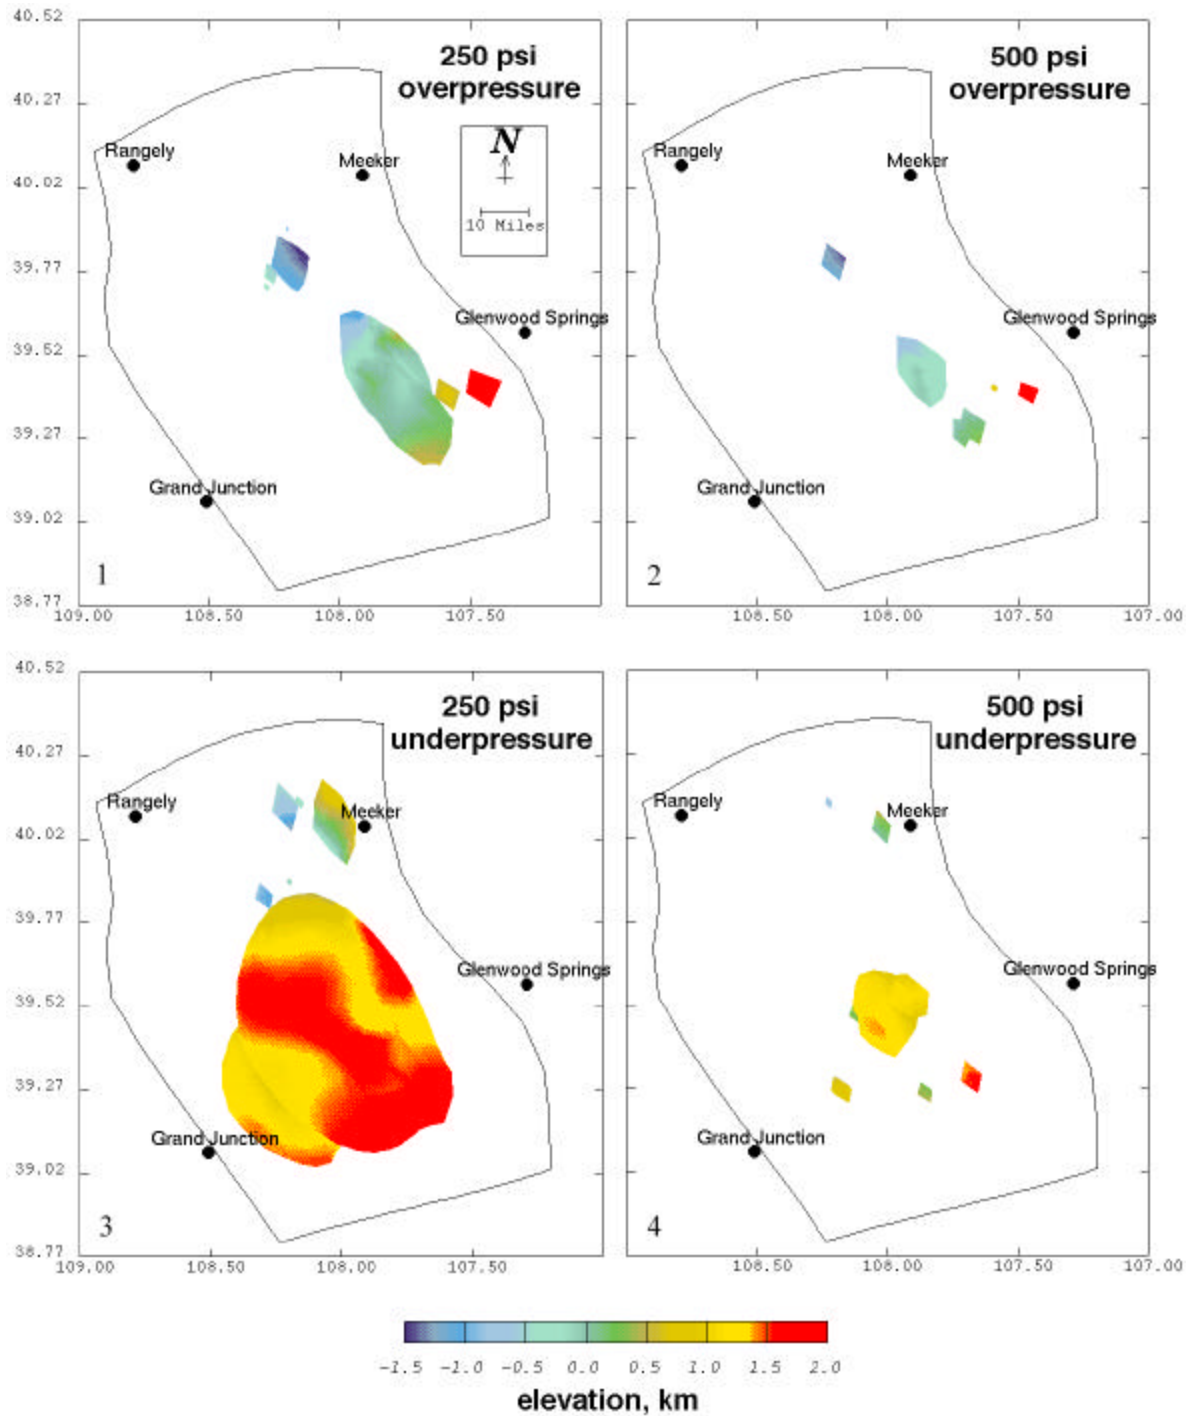 40.52
250 psi
overpressure
500 psi
overpressure
40.27
N
10 Miles
Rangely
Meeker
Rangely
Meeker
40.02
39.77
Glenwood Springs
Glenwood Springs
39.52
39.27
Grand Junction
Grand Junction
39.02
1
2
38.77
109.00 108.50 108.00 107.50
108.50 108.00 107.50 107.00
40.52
250 psi
underpressure
500 psi
underpressure
40.27
Rangely
Meeker
Rangely
Meeker
40.02
39.77
Glenwood Springs
Glenwood Springs
39.52
39.27
Grand Junction
Grand Junction
39.02
3
4
38.77
109.00 108.50 108.00 107.50
108.50 108.00 107.50 107.00
-1.5 -1.0 -0.5 0.0 0.5 1.0 1.5 2.0
elevation, km